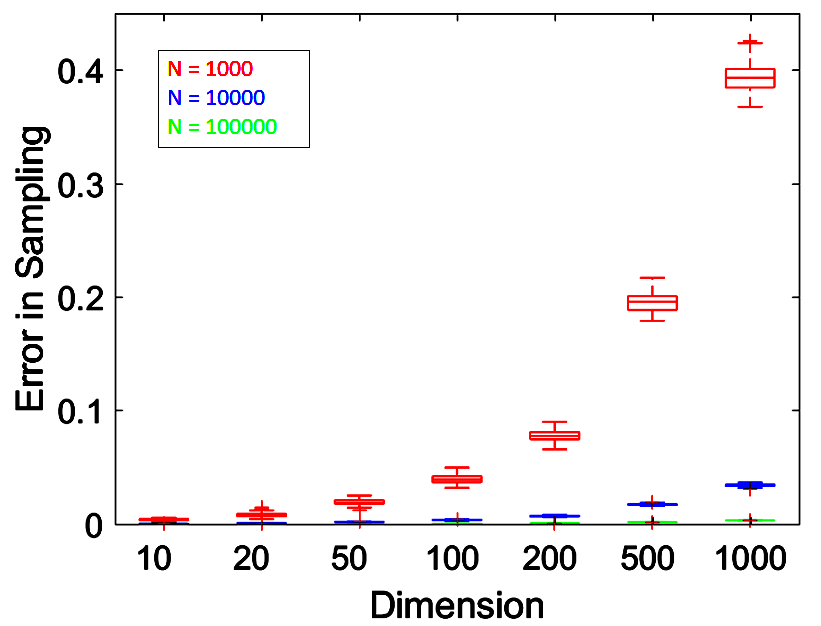 N = 1000
N = 10000
N = 100000
0.4
0.3
0.2
0.1
0
Error in Sampling
10 20 50 100 200 500 1000
Dimension